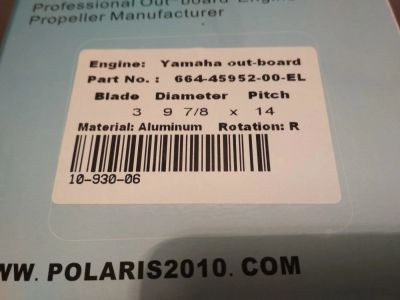 Professional Out-board Engine
Propeller Manufacturer
Engine: Yamaha out-board
Part No.: 664-45952-00-EL
Blade Diameter Pitch
3 9 7/8 x 14
Material: Aluminum Rotation: R
10-930-06
WW. POLARIS2010. COM